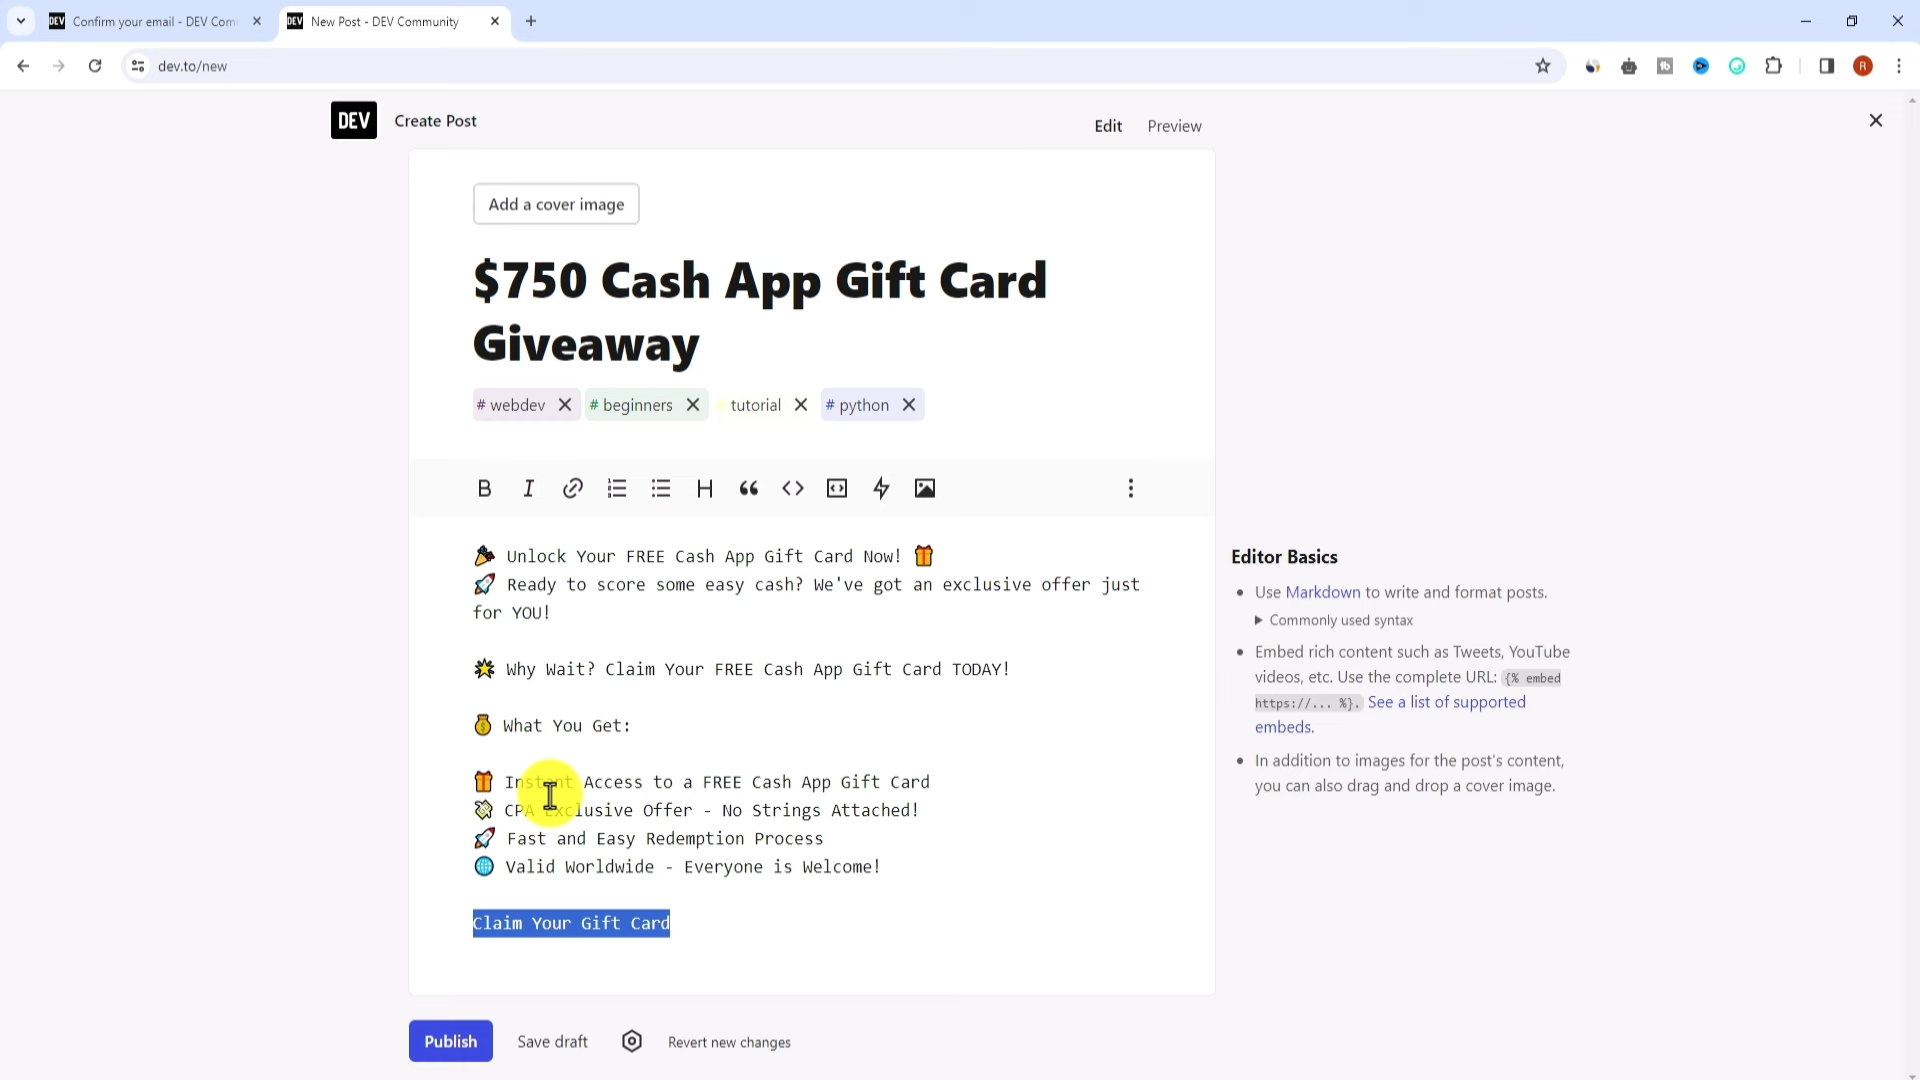 DEV Confirm your email - DEV Com
DEV New Post - DEV Community
dev.to/new
tb
R
DEV Create Post
Edit Preview
Add a cover image
$750 Cash App Gift Card
Giveaway
# webdev # beginners # tutorial # python
Unlock Your FREE Cash App Gift Card Now!
Ready to score some easy cash? We've got an exclusive offer just
for YOU!
Why Wait? Claim Your FREE Cash App Gift Card TODAY!
What You Get:
Instant Access to a FREE Cash App Gift Card
CPA Exclusive Offer - No Strings Attached!
Fast and Easy Redemption Process
Valid Worldwide - Everyone is Welcome!
Claim Your Gift Card
Editor Basics
Use Markdown to write and format posts.
Commonly used syntax
Embed rich content such as Tweets, YouTube
videos, etc. Use the complete URL: {% embed
https://... %}. See a list of supported
embeds.
In addition to images for the post's content,
you can also drag and drop a cover image.
Publish Save draft Revert new changes